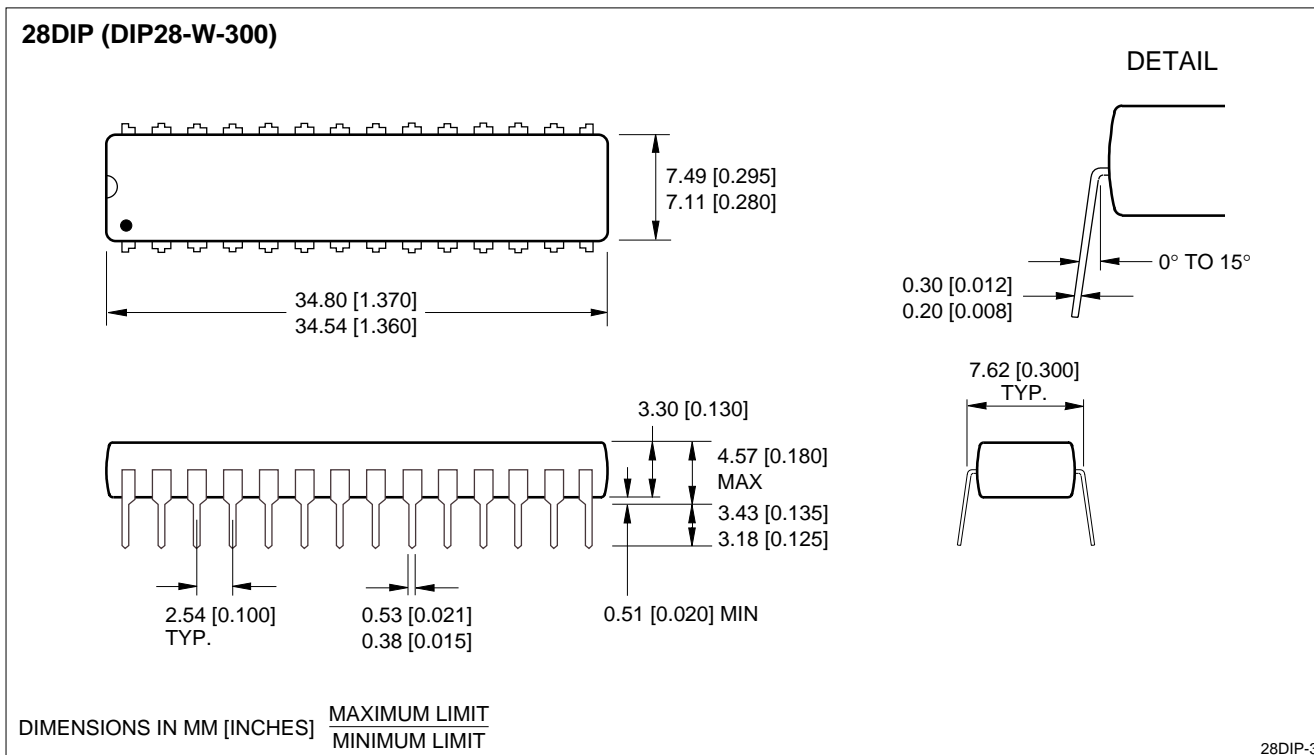 28DIP (DIP28-W-300)
DETAIL
7.49 [0.295]
7.11 [0.280]
34.80 [1.370]
34.54 [1.360]
0° TO 15°
0.30 [0.012]
0.20 [0.008]
7.62 [0.300]
TYP.
3.30 [0.130]
4.57 [0.180]
MAX
3.43 [0.135]
3.18 [0.125]
2.54 [0.100]
TYP.
0.53 [0.021]
0.38 [0.015]
0.51 [0.020] MIN
DIMENSIONS IN MM [INCHES]
MAXIMUM LIMIT
MINIMUM LIMIT
28DIP-3